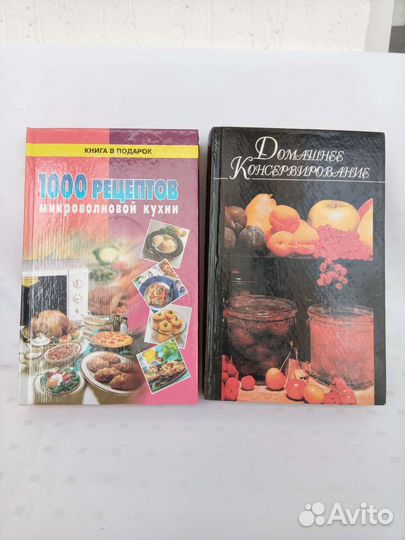 КНИГА В ПОДАРОК
1000 РЕЦЕПТОВ
МИКРОВОЛНОВОЙ КУХНИ
ДОМАШНЕЕ
КОНСЕРВИРОВАНИЕ
Avito